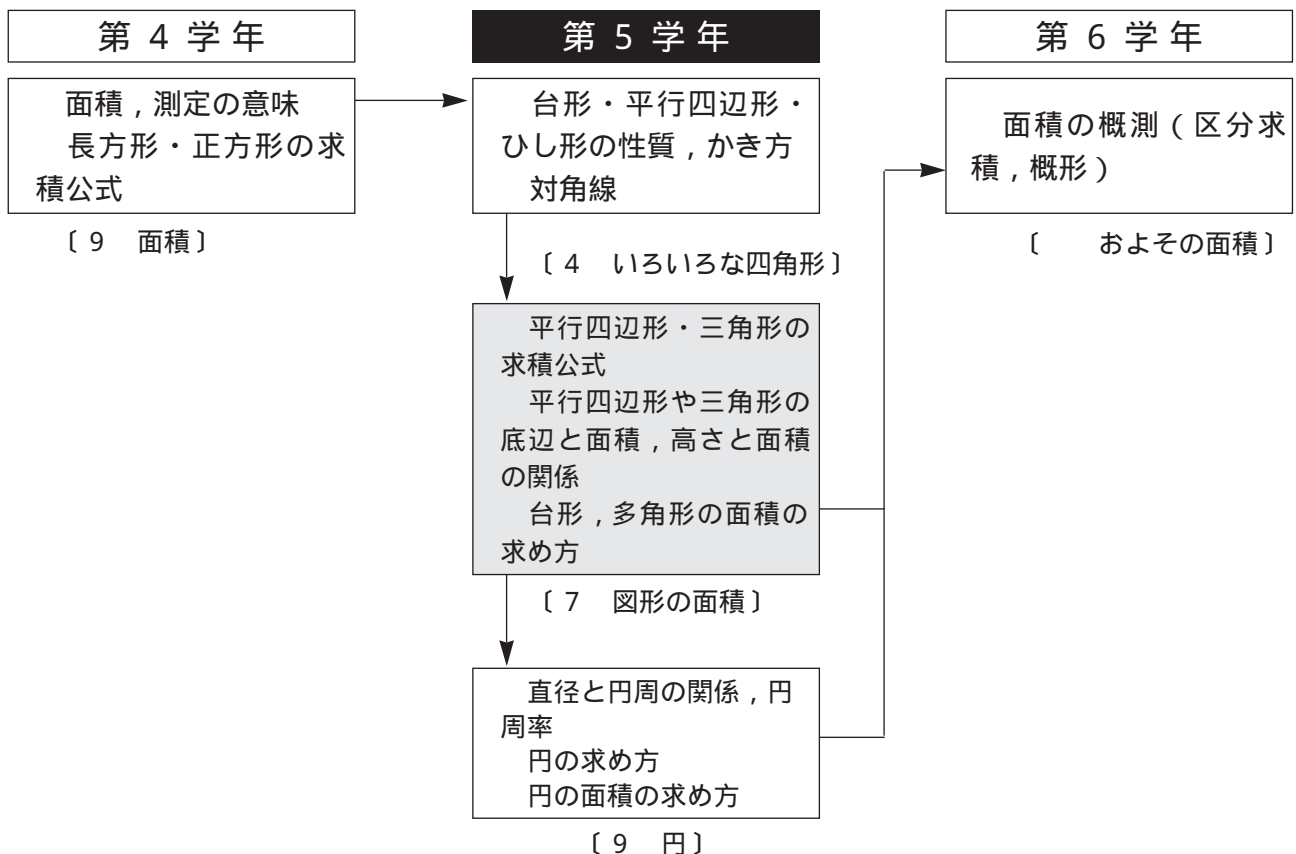 第 4 学 年
面積 , 測定の意味
長方形・正方形の求
積公式
〔 9　面積 〕
第 5 学 年
台形・平行四辺形・
ひし形の性質 , かき方
対角線
〔 4　いろいろな四角形 〕
平行四辺形・三角形の
求積公式
平行四辺形や三角形の
底辺と面積 , 高さと面積
の関係
台形 , 多角形の面積の
求め方
〔 7　図形の面積 〕
直径と円周の関係 , 円
周率
円の求め方
円の面積の求め方
〔 9　円 〕
第 6 学 年
面積の概測 ( 区分求
積 , 概形 )
〔　　およその面積 〕